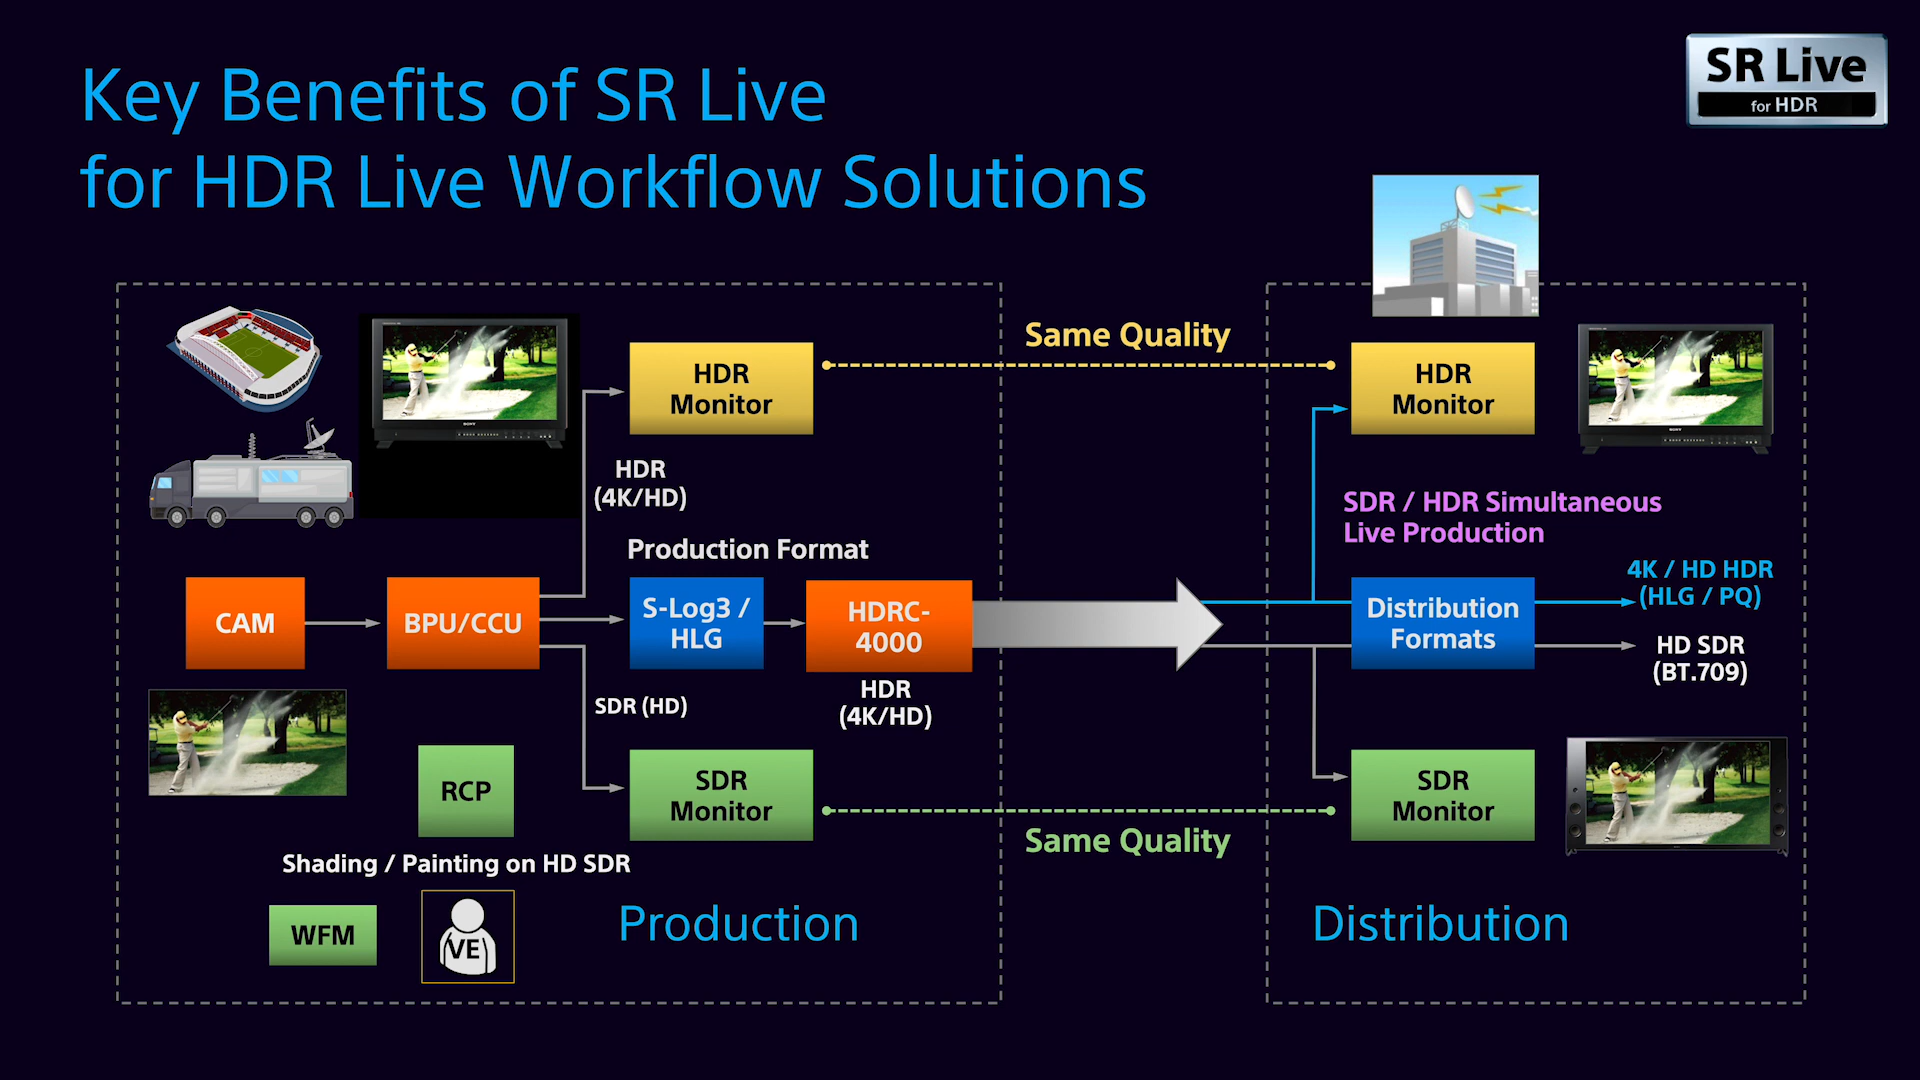 Key Benefits of SR Live
for HDR Live Workflow Solutions
SR Live
for HDR
HDR
Monitor
Same Quality
HDR
Monitor
HDR
(4K/HD)
SDR / HDR Simultaneous
Live Production
Production Format
CAM
BPU/CCU
S-Log3 /
HLG
HDRC-
4000
HDR
(4K/HD)
Distribution
Formats
4K / HD HDR
(HLG / PQ)
HD SDR
(BT.709)
SDR (HD)
RCP
SDR
Monitor
Same Quality
SDR
Monitor
Shading / Painting on HD SDR
WFM
VE
Production
Distribution
SONY
SONY